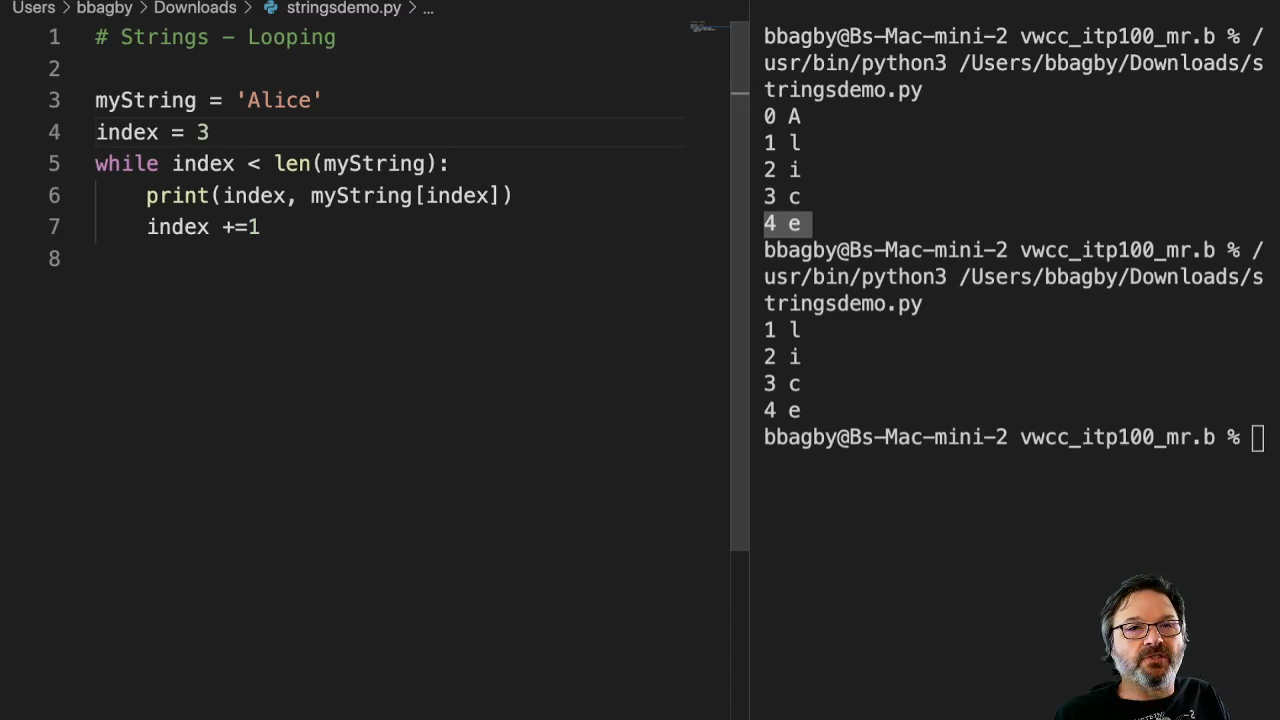 Users > bbagby > Downloads > stringsdemo.py > ...
1 # Strings - Looping
2
3 myString = 'Alice'
4 index = 3
5 while index < len(myString):
6 print(index, myString[index])
7 index +=1
8
bbagby@Bs-Mac-mini-2 vwcc_itp100_mr.b % /
usr/bin/python3 /Users/bbagby/Downloads/s
tringsdemo.py
0 A
1 l
2 i
3 c
4 e
bbagby@Bs-Mac-mini-2 vwcc_itp100_mr.b % /
usr/bin/python3 /Users/bbagby/Downloads/s
tringsdemo.py
1 l
2 i
3 c
4 e
bbagby@Bs-Mac-mini-2 vwcc_itp100_mr.b %